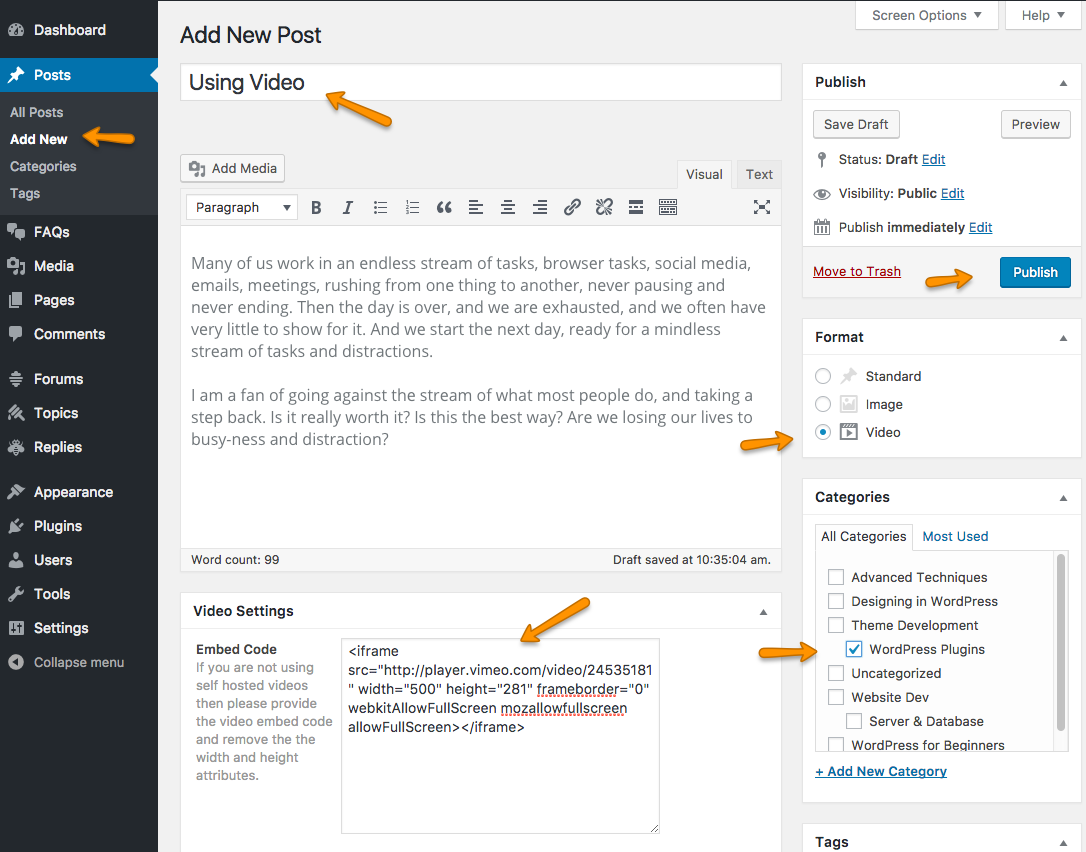 Dashboard
Posts
All Posts
Add New
Categories
Tags
FAQs
Media
Pages
Comments
Forums
Topics
Replies
Appearance
Plugins
Users
Tools
Settings
Collapse menu
Screen Options
Help
Add New Post
Using Video
Add Media
Visual
Text
Paragraph
B
I
Many of us work in an endless stream of tasks, browser tasks, social media,
emails, meetings, rushing from one thing to another, never pausing and
never ending. Then the day is over, and we are exhausted, and we often have
very little to show for it. And we start the next day, ready for a mindless
stream of tasks and distractions.
I am a fan of going against the stream of what most people do, and taking a
step back. Is it really worth it? Is this the best way? Are we losing our lives to
busy-ness and distraction?
Word count: 99
Draft saved at 10:35:04 am.
Video Settings
Embed Code
If you are not using
self hosted videos
then please provide
the video embed code
and remove the the
width and height
attributes.
<iframe
src="http://player.vimeo.com/video/24535181
" width="500" height="281" frameborder="0"
webkitAllowFullScreen mozallowfullscreen
allowFullScreen></iframe>
Publish
Save Draft
Preview
Status: Draft Edit
Visibility: Public Edit
Publish immediately Edit
Move to Trash
Publish
Format
Standard
Image
Video
Categories
All Categories
Most Used
Advanced Techniques
Designing in WordPress
Theme Development
WordPress Plugins
Uncategorized
Website Dev
Server & Database
WordPress for Beginners
+ Add New Category
Tags